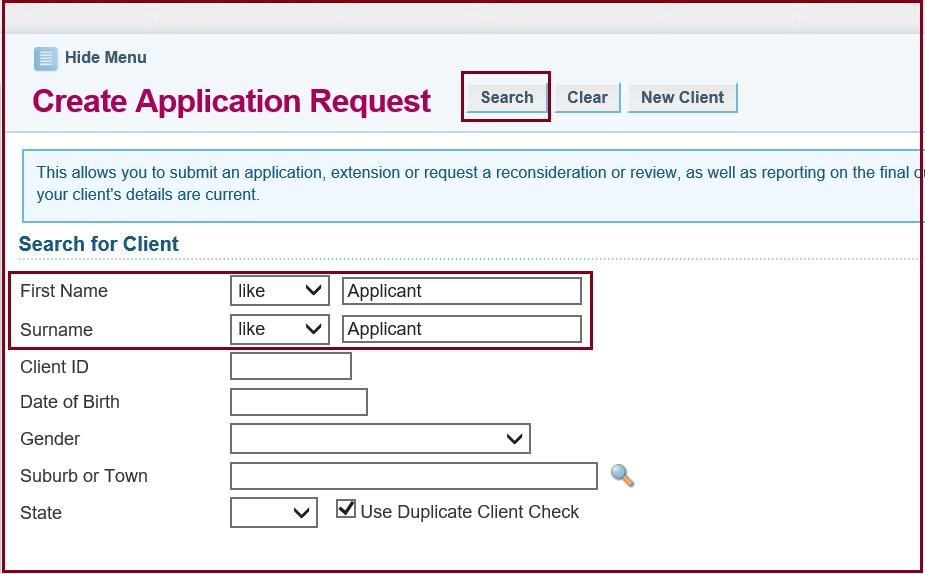 Hide Menu
Create Application Request Search Clear New Client
This allows you to submit an application, extension or request a reconsideration or review, as well as reporting on the final
your client's details are current.
Search for Client
First Name like Applicant
Surname like Applicant
Client ID
Date of Birth
Gender
Suburb or Town
State Use Duplicate Client Check